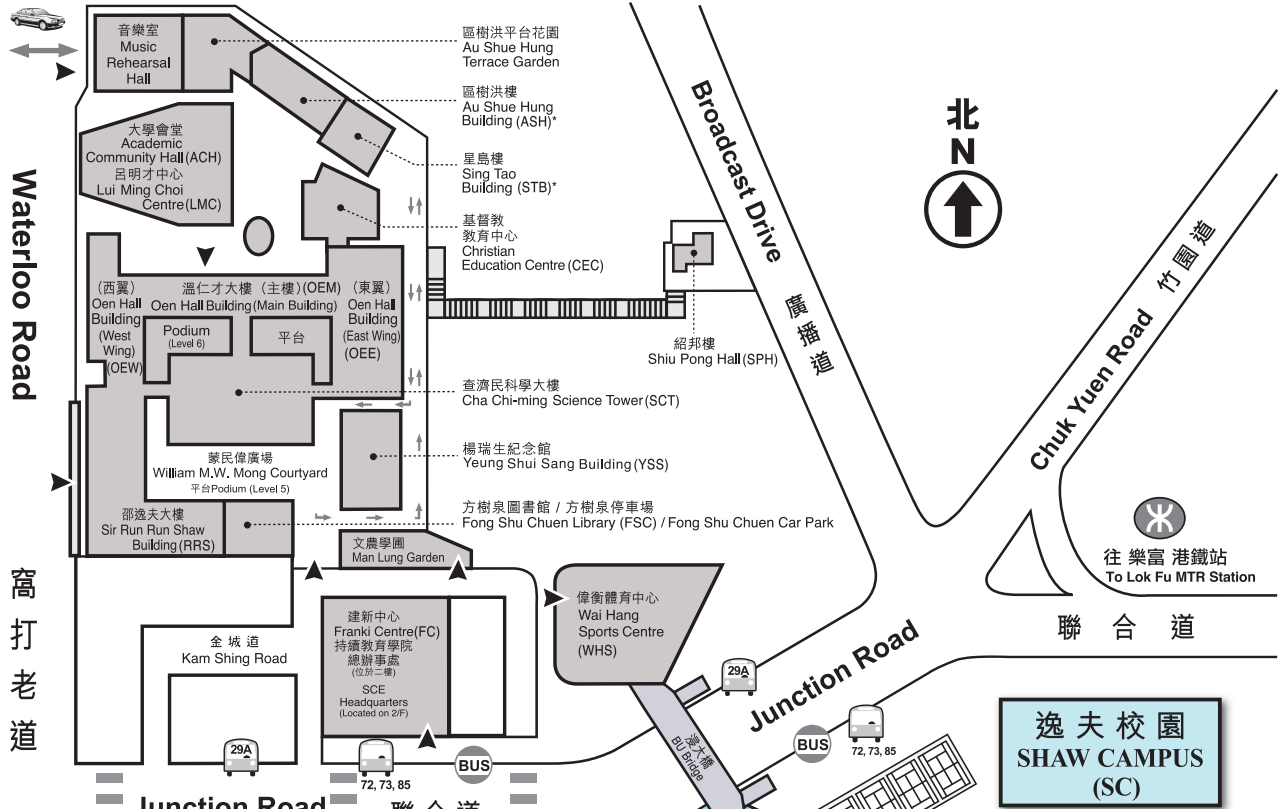 音樂室
Music
Rehearsal
Hall
區樹洪平台花園
Au Shue Hung
Terrace Garden
區樹洪樓
Au Shue Hung
Building (ASH)*
大學會堂
Academic
Community Hall (ACH)
呂明才中心
Lui Ming Choi
Centre (LMC)
星島樓
Sing Tao
Building (STB)*
基督教
教育中心
Christian
Education Centre (CEC)
Waterloo Road
窩打老道
Broadcast Drive
廣播道
北
N
Chuk Yuen Road
竹園道
(西翼)
Oen Hall
Building
(West
Wing)
(OEW)
溫仁才大樓 (主樓) (OEM)
Oen Hall Building (Main Building)
(東翼)
Oen Hall
Building
(East Wing)
(OEE)
Podium
(Level 6)
平台
紹邦樓
Shiu Pong Hall (SPH)
查濟民科學大樓
Cha Chi-ming Science Tower (SCT)
蒙民偉廣場
William M.W. Mong Courtyard
平台Podium (Level 5)
楊瑞生紀念館
Yeung Shui Sang Building (YSS)
邵逸夫大樓
Sir Run Run Shaw
Building (RRS)
方樹泉圖書館 / 方樹泉停車場
Fong Shu Chuen Library (FSC) / Fong Shu Chuen Car Park
文農學圃
Man Lung Garden
往 樂富 港鐵站
To Lok Fu MTR Station
聯合道
金城道
Kam Shing Road
建新中心
Franki Centre (FC)
持續教育學院
總辦事處
(位於二樓)
SCE
Headquarters
(Located on 2/F)
偉衡體育中心
Wai Hang
Sports Centre
(WHS)
29A
Junction Road
浸大橋
BU Bridge
BUS
72, 73, 85
29A
72, 73, 85
BUS
Junction Road
聯合道
逸夫校園
SHAW CAMPUS
(SC)